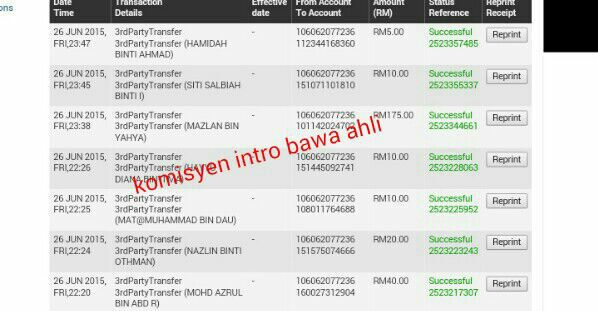 ons
Date Transaction Effective From Account Amount Status Reprint
Time Details date To Account (RM) Reference Receipt
26 JUN 2015, 3rdPartyTransfer - 106062077236 RM5.00 Successful Reprint
FRI,23:47 3rdPartyTransfer (HAMIDAH 112344168360 2523357485
BINTI AHMAD)
26 JUN 2015, 3rdPartyTransfer - 106062077236 RM10.00 Successful Reprint
FRI,23:45 3rdPartyTransfer (SITI SALBIAH 151071101810 2523355337
BINTI I)
26 JUN 2015, 3rdPartyTransfer - 106062077236 RM175.00 Successful Reprint
FRI,23:38 3rdPartyTransfer (MAZLAN BIN 101142024702 2523344661
YAHYA)
26 JUN 2015, 3rdPartyTransfer - 106062077236 RM10.00 Successful Reprint
FRI,22:26 3rdPartyTransfer 151445092741 2523228063
DIANA
komisyen intro bawa ahli
26 JUN 2015, 3rdPartyTransfer - 106062077236 RM10.00 Successful Reprint
FRI,22:25 3rdPartyTransfer 108011764688 2523225952
(MAT@MUHAMMAD BIN DAU)
26 JUN 2015, 3rdPartyTransfer - 106062077236 RM20.00 Successful Reprint
FRI,22:24 3rdPartyTransfer (NAZLIN BINTI 151575074666 2523223243
OTHMAN)
26 JUN 2015, 3rdPartyTransfer - 106062077236 RM40.00 Successful Reprint
FRI,22:20 3rdPartyTransfer (MOHD AZRUL 160027312904 2523217307
BIN ABD R)